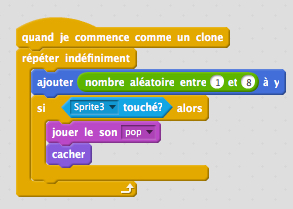 quand je commence comme un clone
répéter indéfiniment
ajouter nombre aléatoire entre 1 et 8 à y
si Sprite3 touché? alors
jouer le son pop
cacher